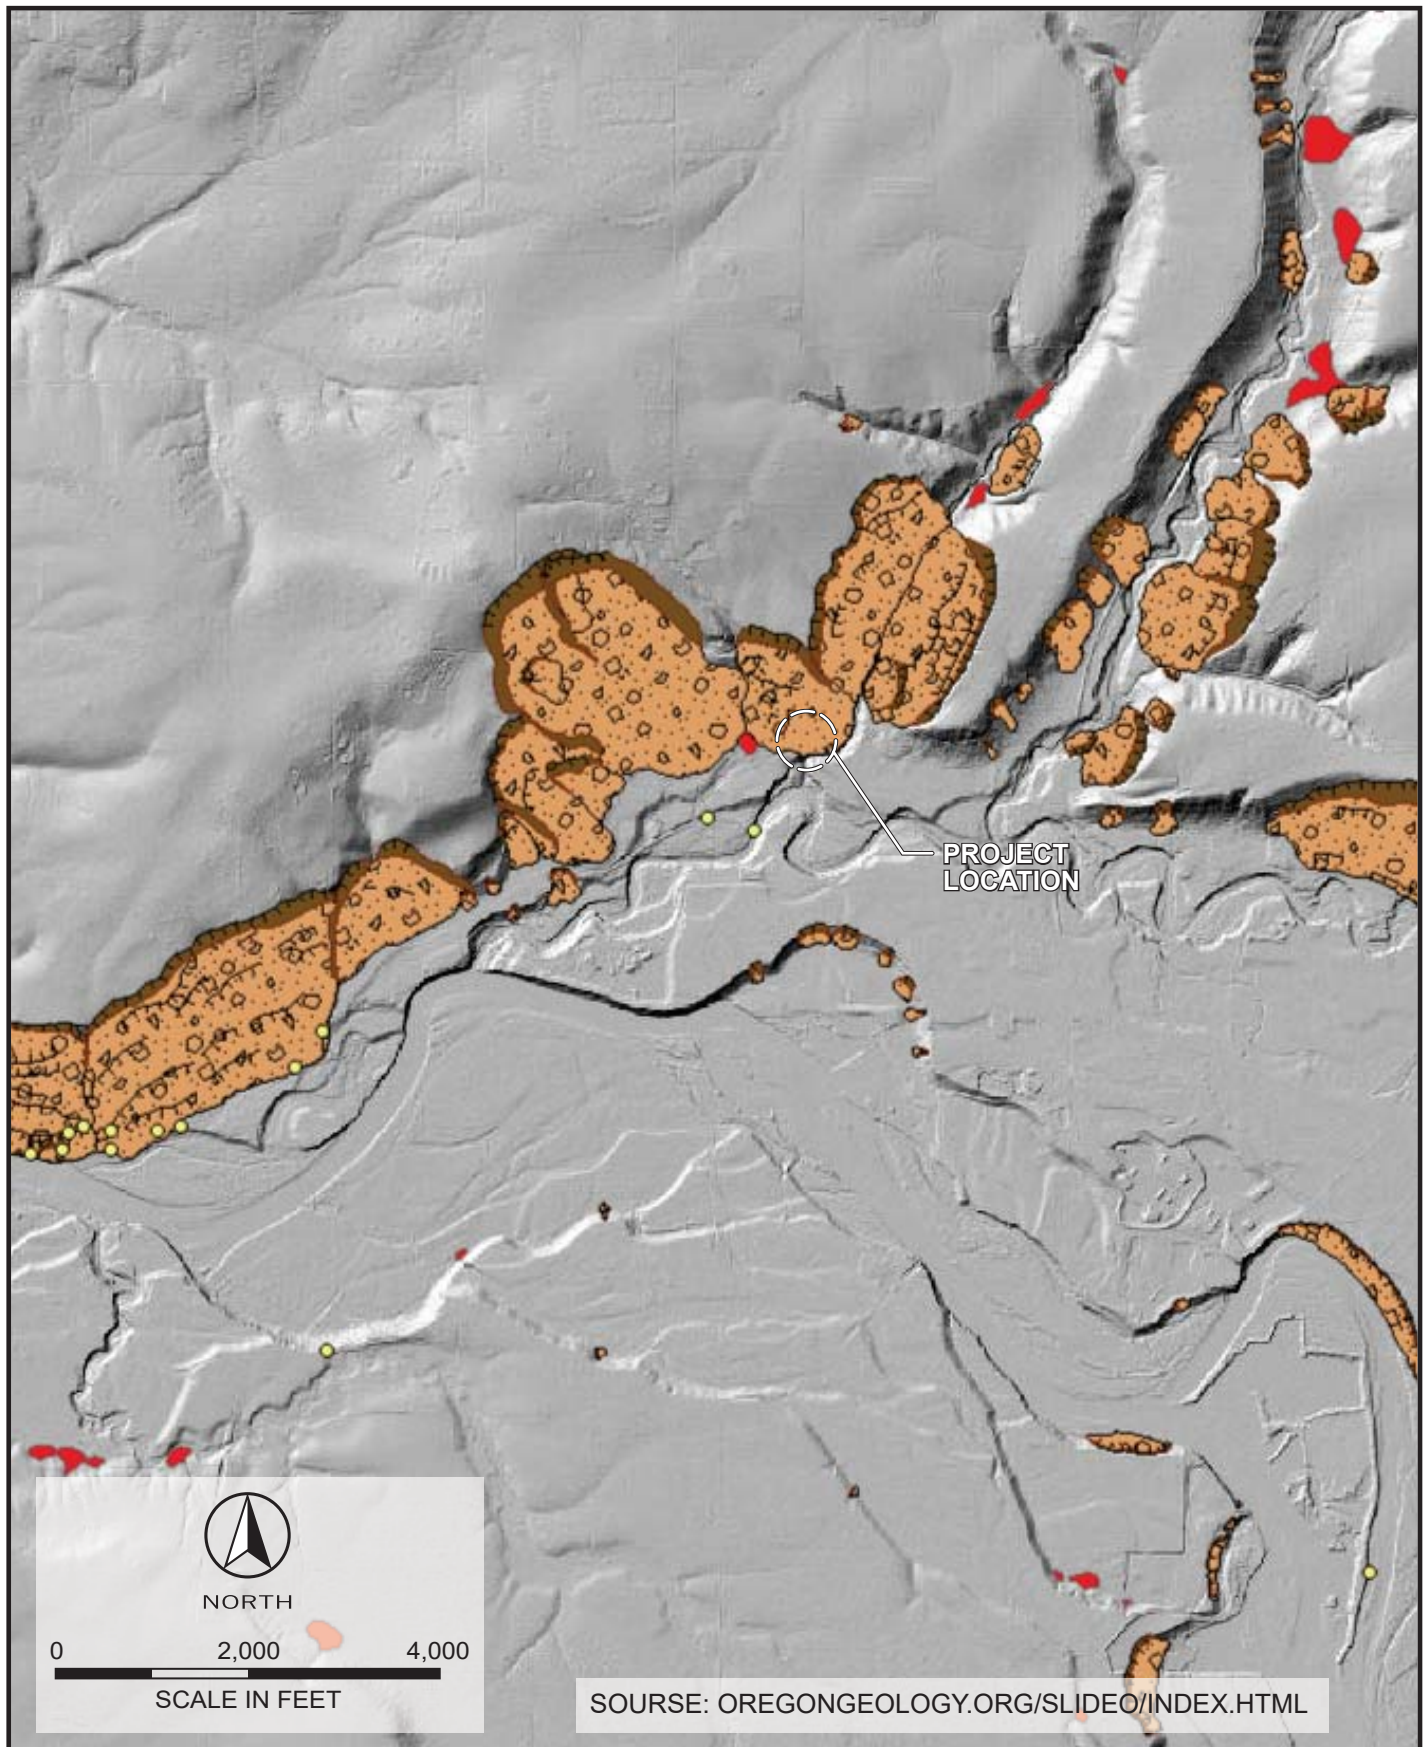 PROJECT
LOCATION
NORTH
0 2,000 4,000
SCALE IN FEET
SOURSE: OREGONGEOLOGY.ORG/SLIDEO/INDEX.HTML